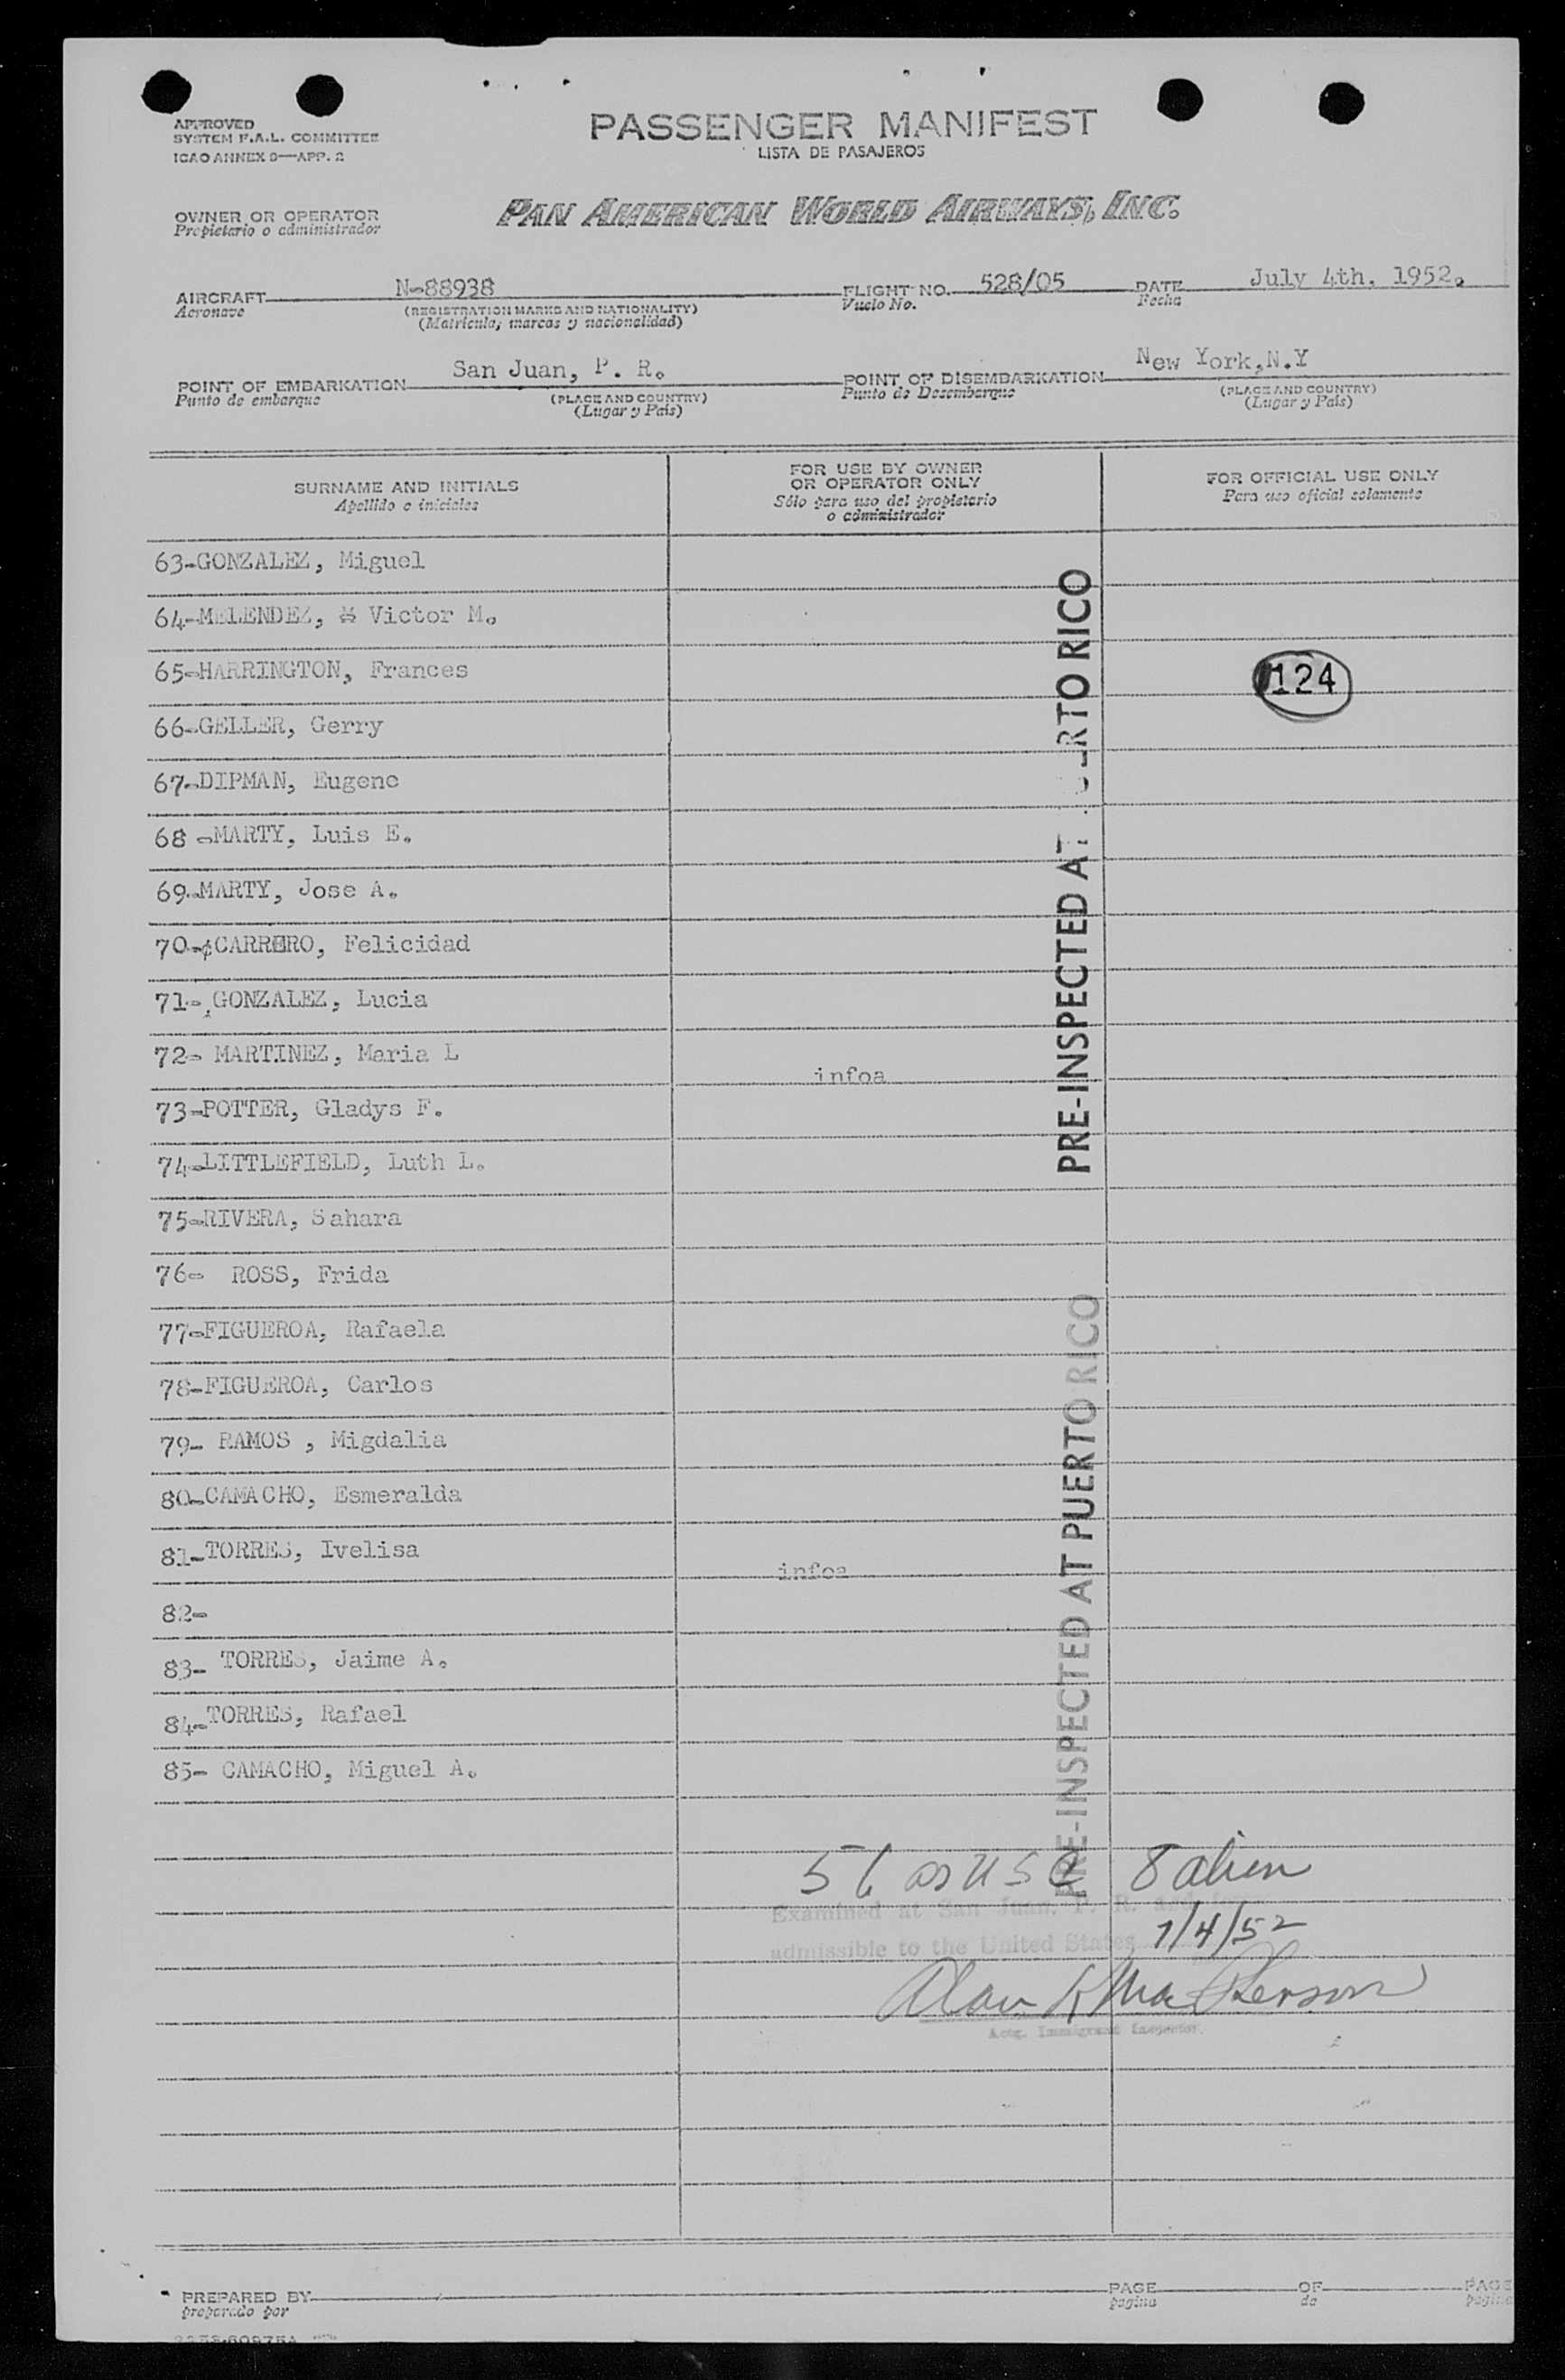 APPROVED
SYSTEM F.A.L. COMMITTEE
ICAO ANNEX 9—APP. 2
PASSENGER MANIFEST
LISTA DE PASAJEROS
OWNER OR OPERATOR
Propietario o administrador
PAN AMERICAN WORLD AIRWAYS, INC.
AIRCRAFT N-88938 FLIGHT NO. 528/05 DATE July 4th. 1952.
Aeronave (REGISTRATION MARKS AND NATIONALITY) Vuelo No. Fecha
(Matricula, marcas y nacionalidad)
POINT OF EMBARKATION San Juan, P. R. POINT OF DISEMBARKATION New York,N.Y
Punto de embarque (PLACE AND COUNTRY) Punto de Desembarque (PLACE AND COUNTRY)
(Lugar y País) (Lugar y País)
SURNAME AND INITIALS
Apellido e iniciales
FOR USE BY OWNER
OR OPERATOR ONLY
Sólo para uso del propietario
o administrador
FOR OFFICIAL USE ONLY
Para uso oficial solamente
63-GONZALEZ, Miguel
64-MELENDEZ, Victor M.
65-HARRINGTON, Frances
124
66-GELLER, Gerry
67-DIPMAN, Eugene
68 -MARTY, Luis E.
69-MARTY, Jose A.
70-CARRERO, Felicidad
71- GONZALEZ, Lucia
72- MARTINEZ, Maria L
infoa
73-POTTER, Gladys F.
74-LITTLEFIELD, Luth L.
75-RIVERA, Sahara
76- ROSS, Frida
77-FIGUEROA, Rafaela
78-FIGUEROA, Carlos
79- RAMOS , Migdalia
80-CAMACHO, Esmeralda
81-TORRES, Ivelisa
infoa
82-
83- TORRES, Jaime A.
84-TORRES, Rafael
85- CAMACHO, Miguel A.
PRE-INSPECTED AT PUERTO RICO
PRE-INSPECTED AT PUERTO RICO
USC 8 alien
Examined at San Juan, P. R. and
admissible to the United States 7/4/52
Alan K MacPherson
Actg. Immigrant Inspector.
PREPARED BY PAGE OF PAGE
preparado por pagina de pagina